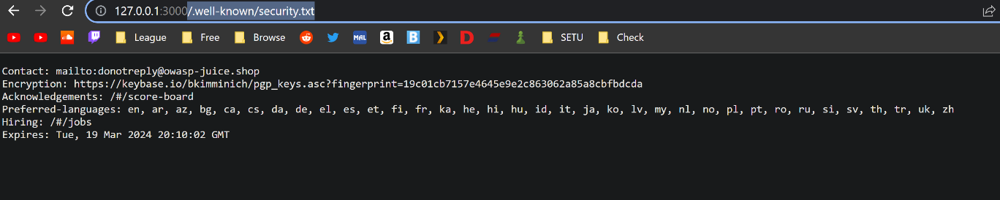 127.0.0.1:3000/.well-known/security.txt
League Free Browse MAL a B D SETU Check
Contact: mailto:donotreply@owasp-juice.shop
Encryption: https://keybase.io/bkimminich/pgp_keys.asc?fingerprint=19c01cb7157e4645e9e2c863062a85a8cbfbdcda
Acknowledgements: /#/score-board
Preferred-languages: en, ar, az, bg, ca, cs, da, de, el, es, et, fi, fr, ka, he, hi, hu, id, it, ja, ko, lv, my, nl, no, pl, pt, ro, ru, si, sv, th, tr, uk, zh
Hiring: /#/jobs
Expires: Tue, 19 Mar 2024 20:10:02 GMT